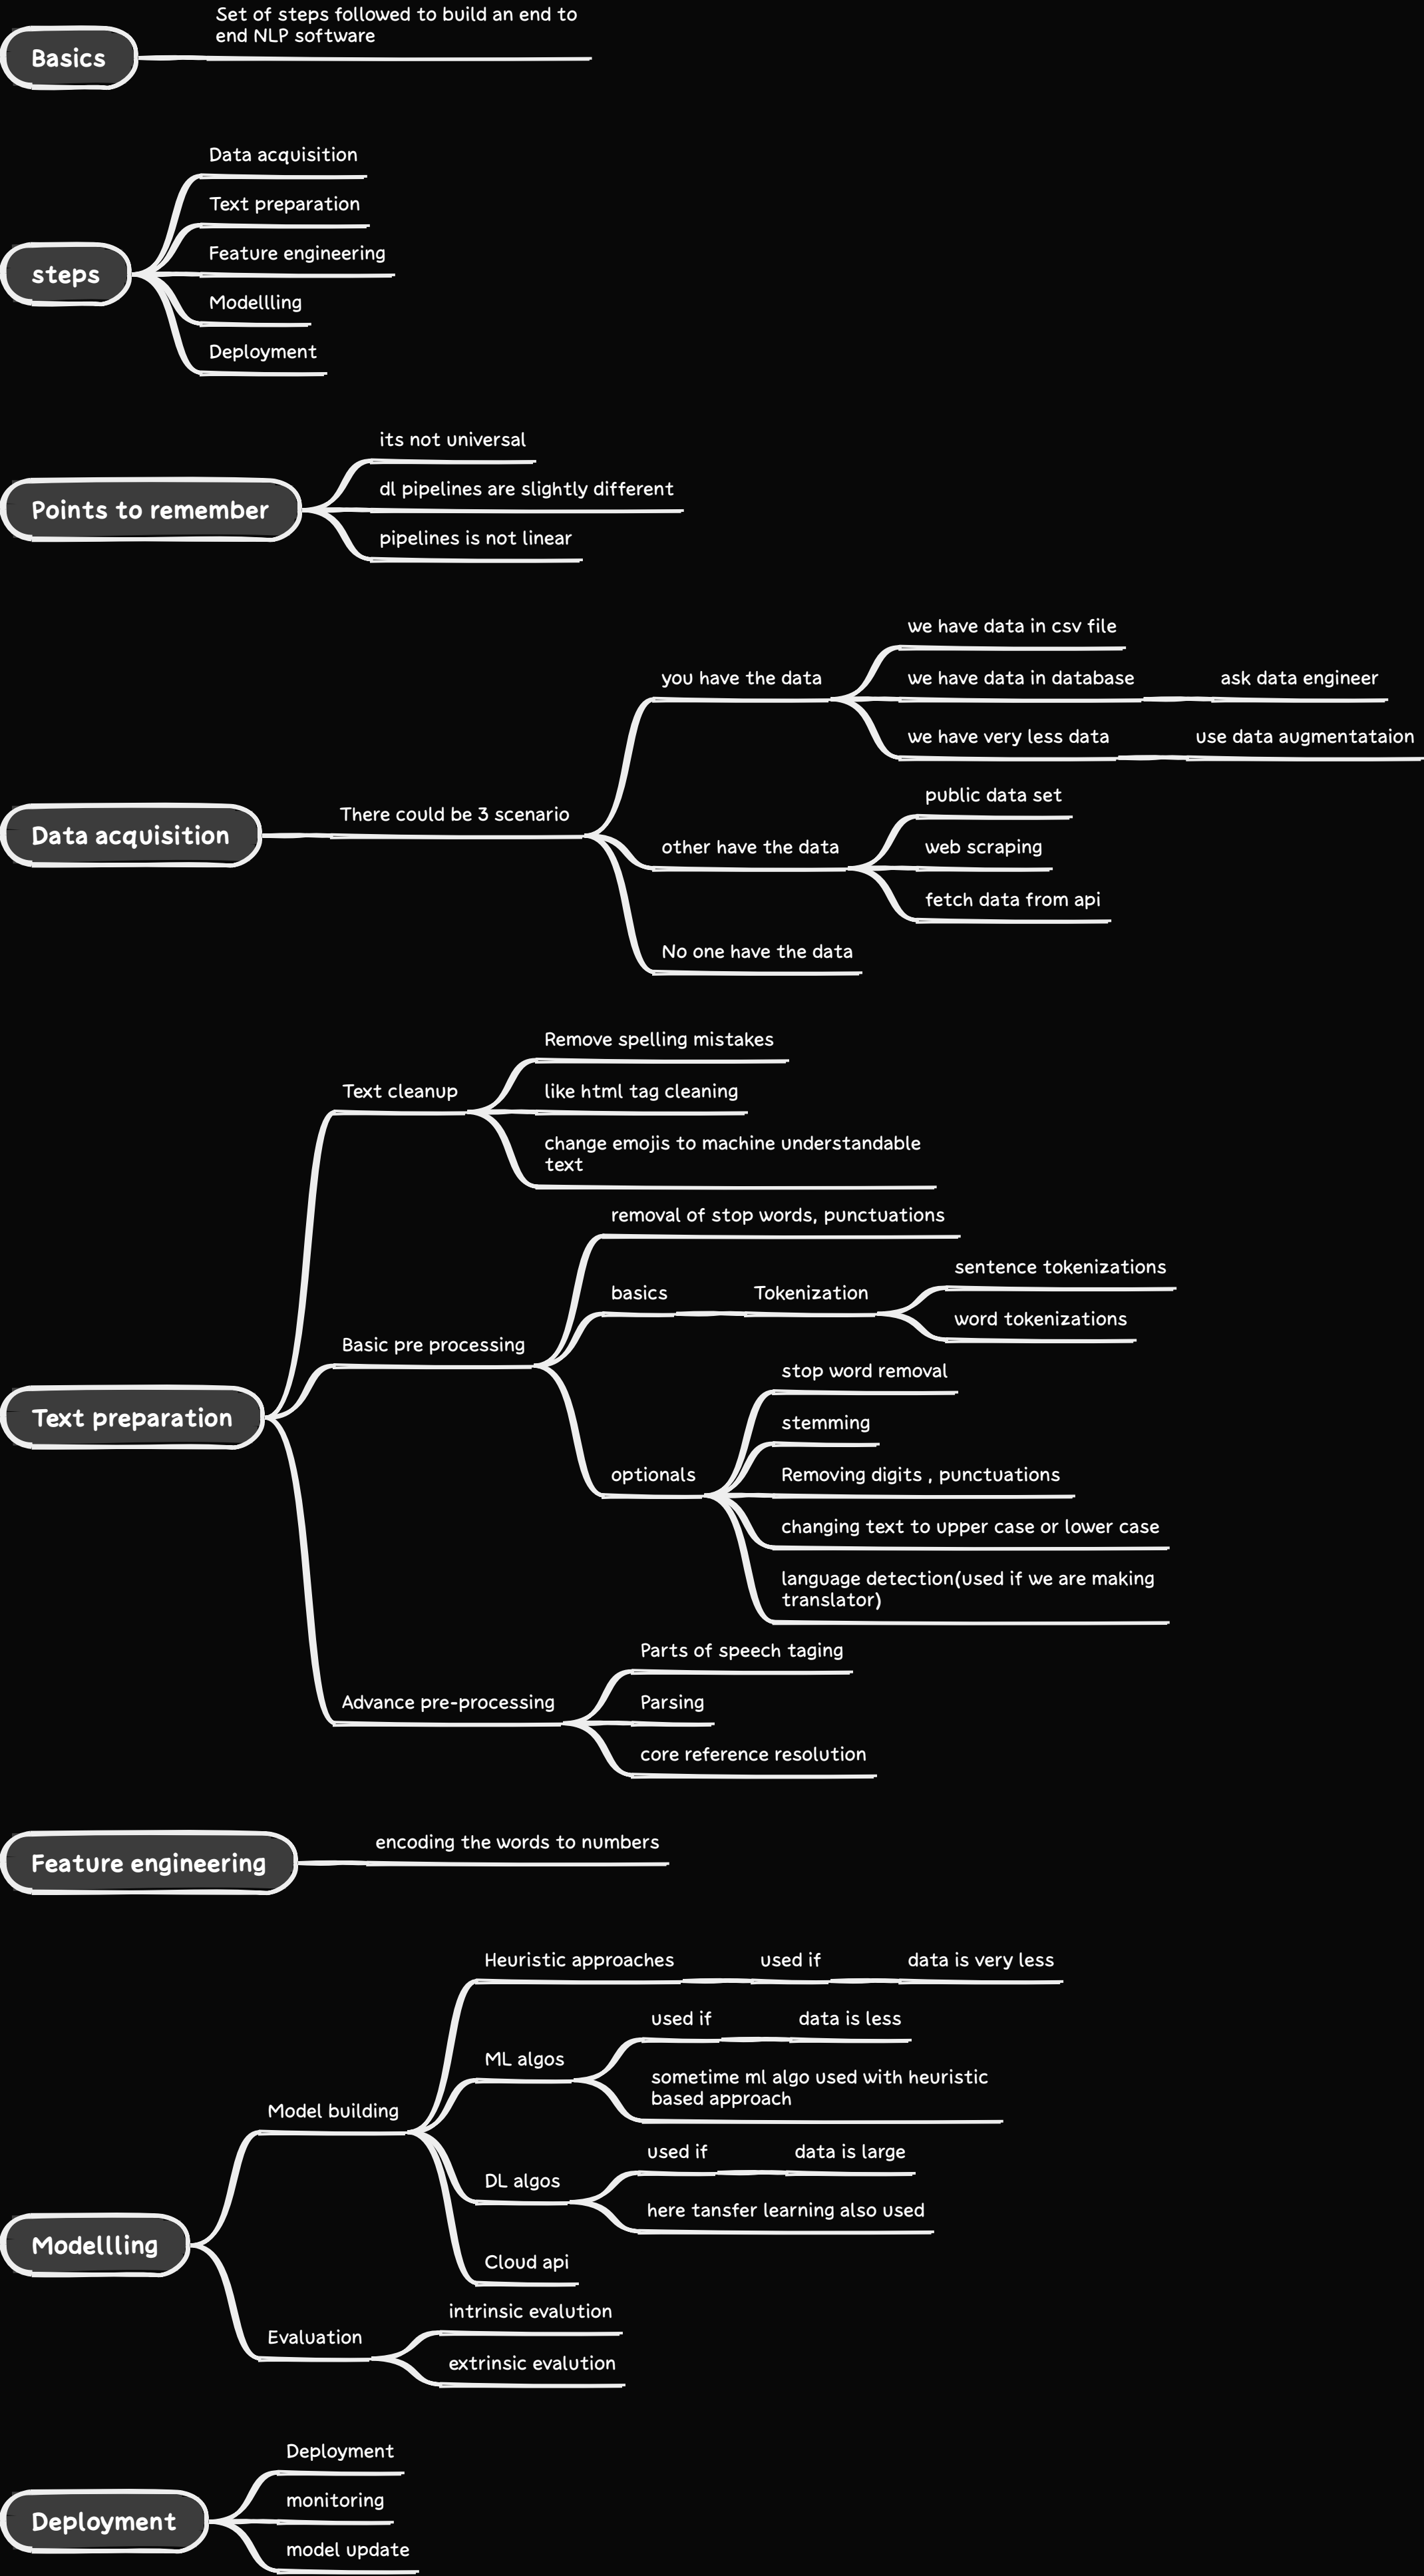 Set of steps followed to build an end to
end NLP software
Basics
Data acquisition
Text preparation
Feature engineering
steps
Modellling
Deployment
its not universal
dl pipelines are slightly different
Points to remember
pipelines is not linear
we have data in csv file
you have the data
we have data in database
ask data engineer
we have very less data
use data augmentataion
public data set
There could be 3 scenario
Data acquisition
other have the data
web scraping
fetch data from api
No one have the data
Remove spelling mistakes
Text cleanup
like html tag cleaning
change emojis to machine understandable
text
removal of stop words, punctuations
sentence tokenizations
basics
Tokenization
word tokenizations
Basic pre processing
stop word removal
Text preparation
stemming
optionals
Removing digits , punctuations
changing text to upper case or lower case
language detection(used if we are making
translator)
Parts of speech taging
Advance pre-processing
Parsing
core reference resolution
encoding the words to numbers
Feature engineering
Heuristic approaches
used if
data is very less
used if
data is less
ML algos
sometime ml algo used with heuristic
based approach
Model building
used if
data is large
DL algos
here tansfer learning also used
Modellling
Cloud api
intrinsic evalution
Evaluation
extrinsic evalution
Deployment
monitoring
Deployment
model update